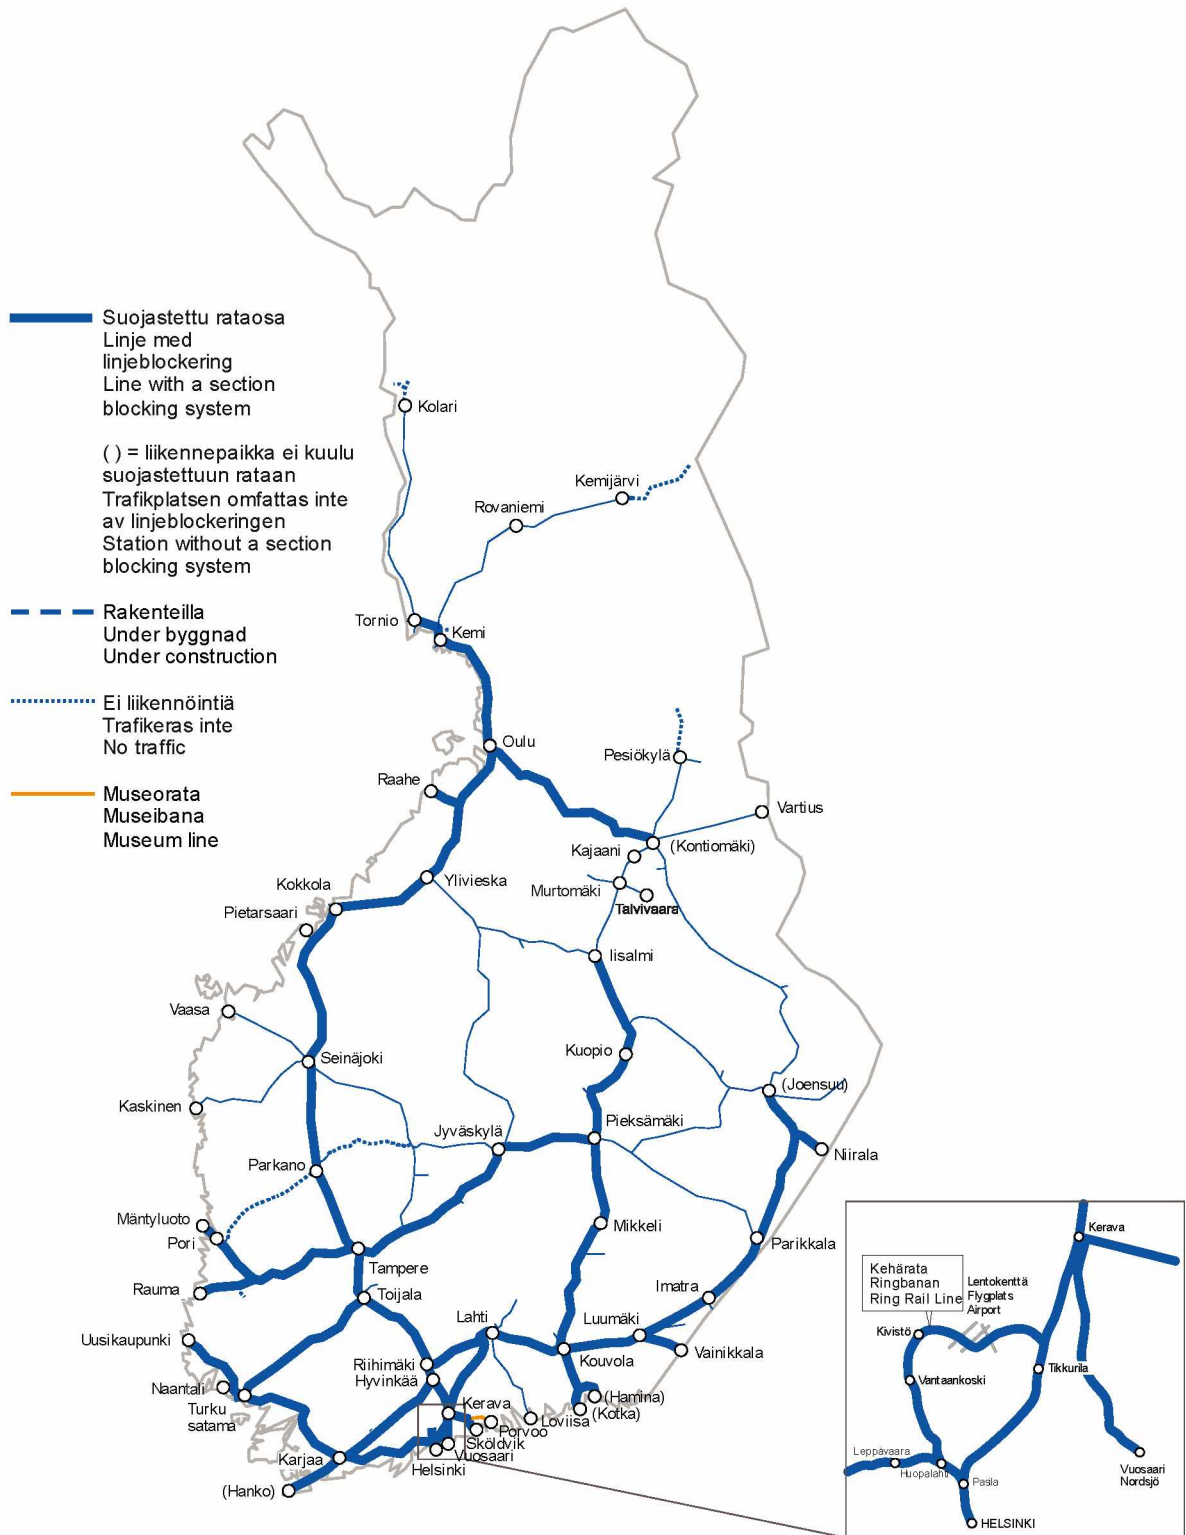 Suojastettu rataosa
Linje med
linjeblockering
Line with a section
blocking system
( ) = liikennepaikka ei kuulu
suojastettuun rataan
Trafikplatsen omfattas inte
av linjeblockeringen
Station without a section
blocking system
Rakenteilla
Under byggnad
Under construction
Ei liikennöintiä
Trafikeras inte
No traffic
Museorata
Museibana
Museum line
Kolari
Kemijärvi
Rovaniemi
Tornio
Kemi
Oulu
Pesiökylä
Raahe
Vartius
(Kontiomäki)
Kajaani
Ylivieska
Murtomäki
Kokkola
Talvivaara
Pietarsaari
Iisalmi
Vaasa
Kuopio
Seinäjoki
(Joensuu)
Kaskinen
Pieksämäki
Jyväskylä
Niirala
Parkano
Mäntyluoto
Mikkeli
Pori
Parikkala
Tampere
Imatra
Rauma
Toijala
Lahti
Luumäki
Uusikaupunki
Kouvola
Vainikkala
Riihimäki
Hyvinkää
Naantali
(Hamina)
Turku
satama
Kerava
(Kotka)
Loviisa
Porvoo
Sköldvik
Vuosaari
Karjaa
Helsinki
(Hanko)
Kerava
Kehärata
Ringbanan
Ring Rail Line
Lentokenttä
Flygplats
Airport
Kivistö
Tikkurila
Vantaankoski
Leppävaara
Huopalahti
Pasila
Vuosaari
Nordsjö
HELSINKI